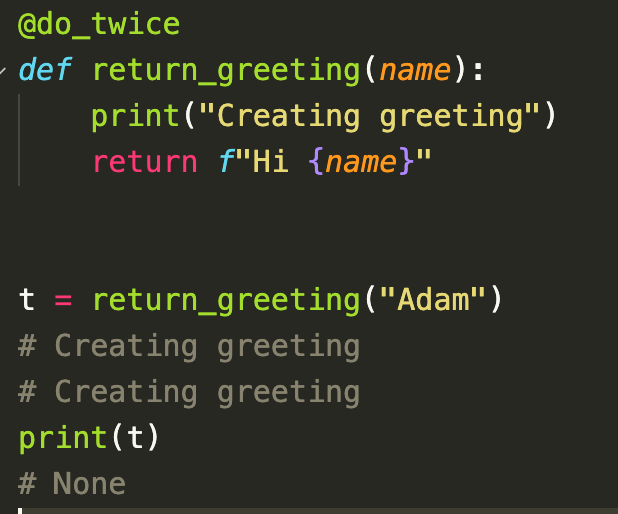 @do_twice
def return_greeting(name):
    print("Creating greeting")
    return f"Hi {name}"
t = return_greeting("Adam")
# Creating greeting
# Creating greeting
print(t)
# None